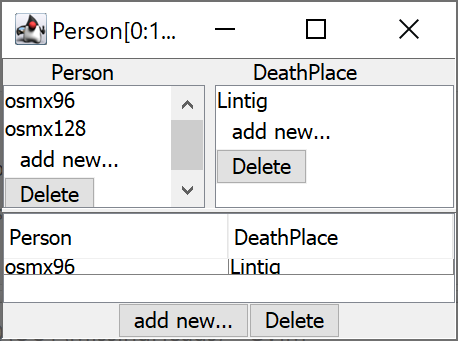 Person[0:1...
Person DeathPlace
osmx96 Lintig
osmx128 add new...
add new... Delete
Delete
Person DeathPlace
osmx96 Lintig
add new... Delete